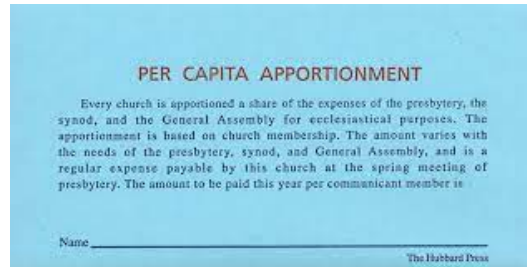 PER CAPITA APPORTIONMENT
Every church is apportioned a share of the expenses of the presbytery, the
synod, and the General Assembly for ecclesiastical purposes. The
apportionment is based on church membership. The amount varies with
the needs of the presbytery, synod, and General Assembly, and is a
regular expense payable by this church at the spring meeting of
presbytery. The amount to be paid this year per communicant member is
Name
The Hubbard Press